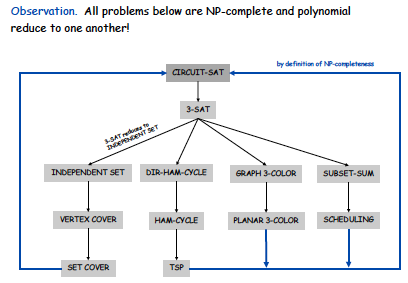 Observation. All problems below are NP-complete and polynomial
reduce to one another!
by definition of NP-completeness
CIRCUIT-SAT
3-SAT
3-SAT reduces to
INDEPENDENT SET
INDEPENDENT SET
DIR-HAM-CYCLE
GRAPH 3-COLOR
SUBSET-SUM
VERTEX COVER
HAM-CYCLE
PLANAR 3-COLOR
SCHEDULING
SET COVER
TSP